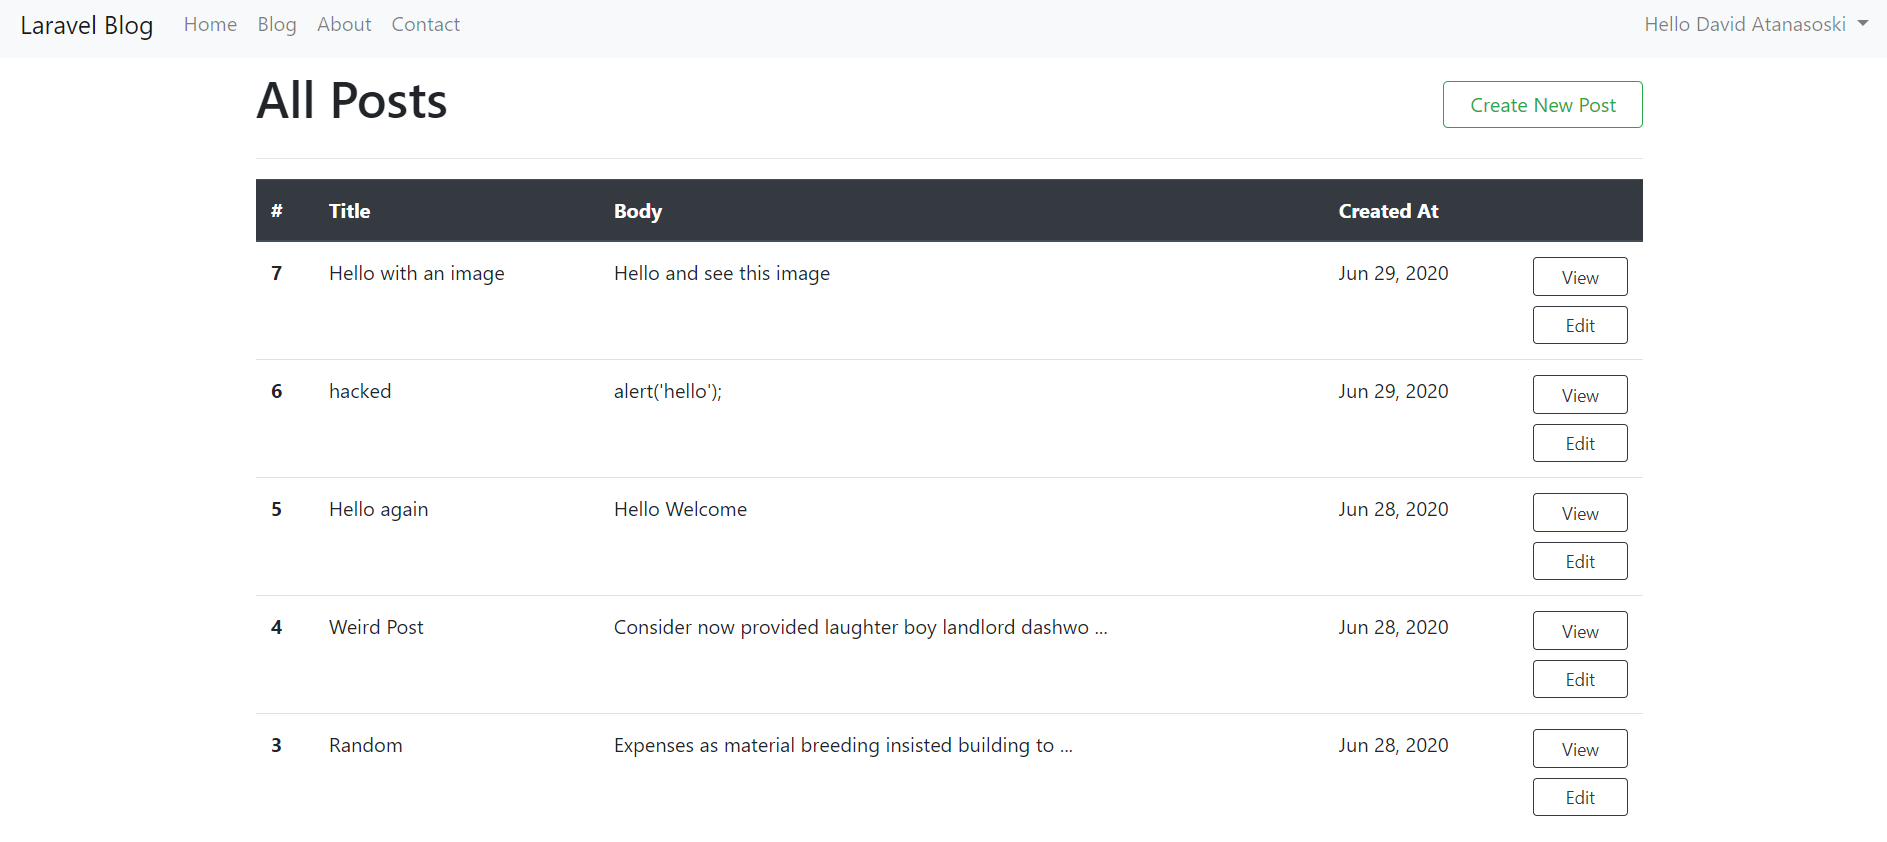 Laravel Blog Home Blog About Contact Hello David Atanasoski
All Posts Create New Post
# Title Body Created At
7 Hello with an image Hello and see this image Jun 29, 2020 View
Edit
6 hacked alert('hello'); Jun 29, 2020 View
Edit
5 Hello again Hello Welcome Jun 28, 2020 View
Edit
4 Weird Post Consider now provided laughter boy landlord dashwo ... Jun 28, 2020 View
Edit
3 Random Expenses as material breeding insisted building to ... Jun 28, 2020 View
Edit